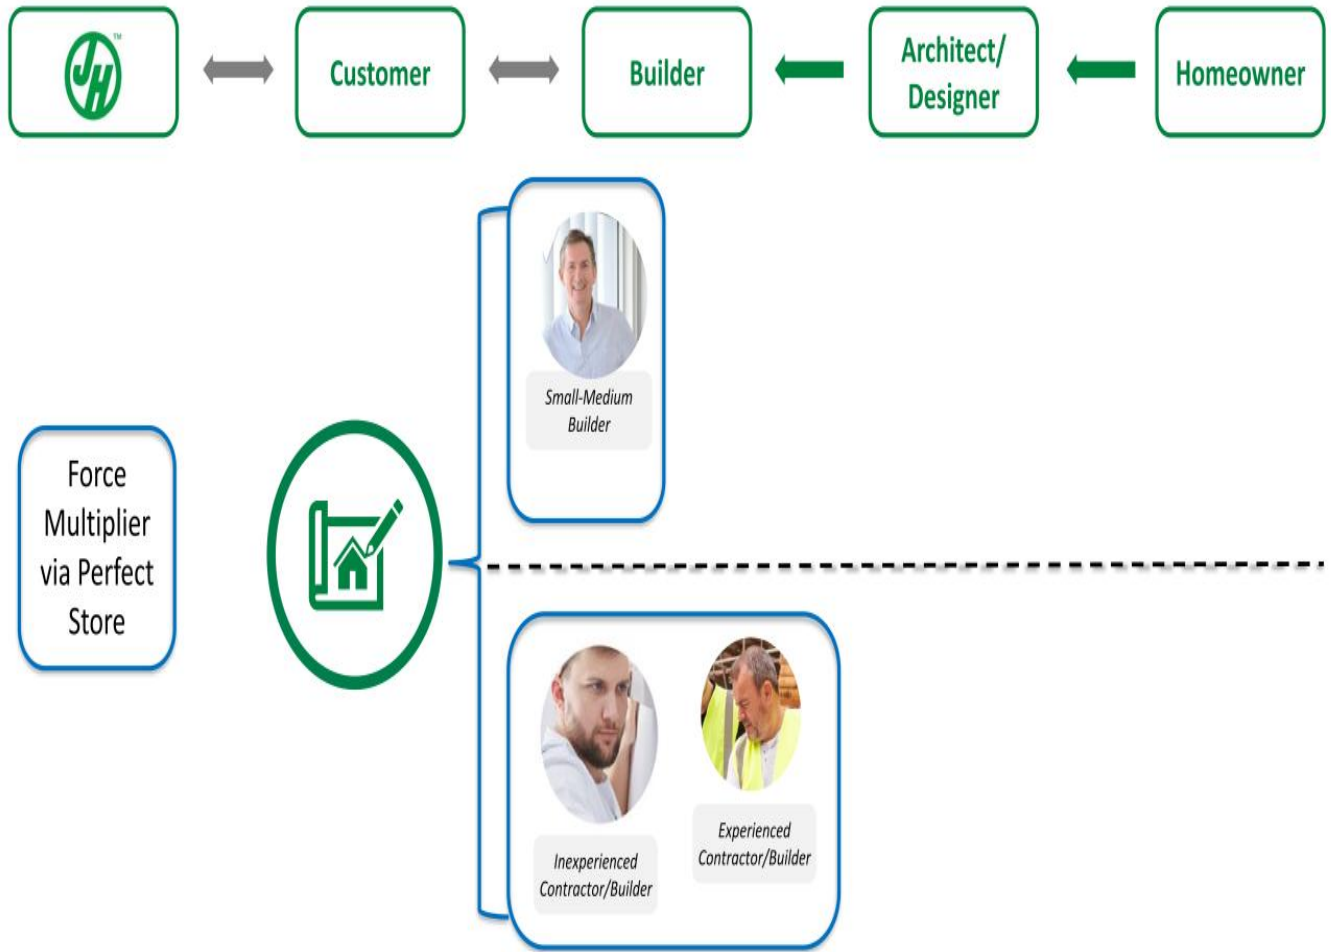 JH™
Customer
Builder
Architect/
Designer
Homeowner
Small-Medium
Builder
Force
Multiplier
via Perfect
Store
Inexperienced
Contractor/Builder
Experienced
Contractor/Builder